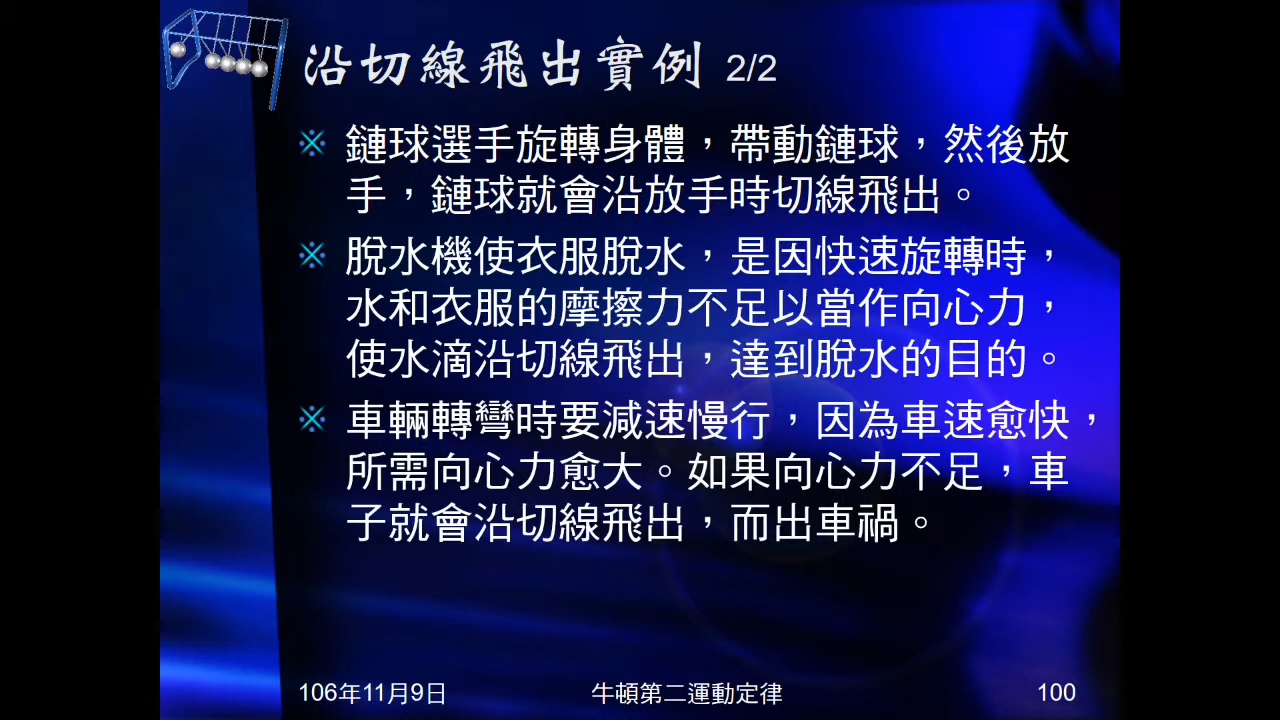 沿切線飛出實例 2/2
※ 鏈球選手旋轉身體，帶動鏈球，然後放
手，鏈球就會沿放手時切線飛出。
※ 脫水機使衣服脫水，是因快速旋轉時，
水和衣服的摩擦力不足以當作向心力，
使水滴沿切線飛出，達到脫水的目的。
※ 車輛轉彎時要減速慢行，因為車速愈快，
所需向心力愈大。如果向心力不足，車
子就會沿切線飛出，而出車禍。
106年11月9日 牛頓第二運動定律 100